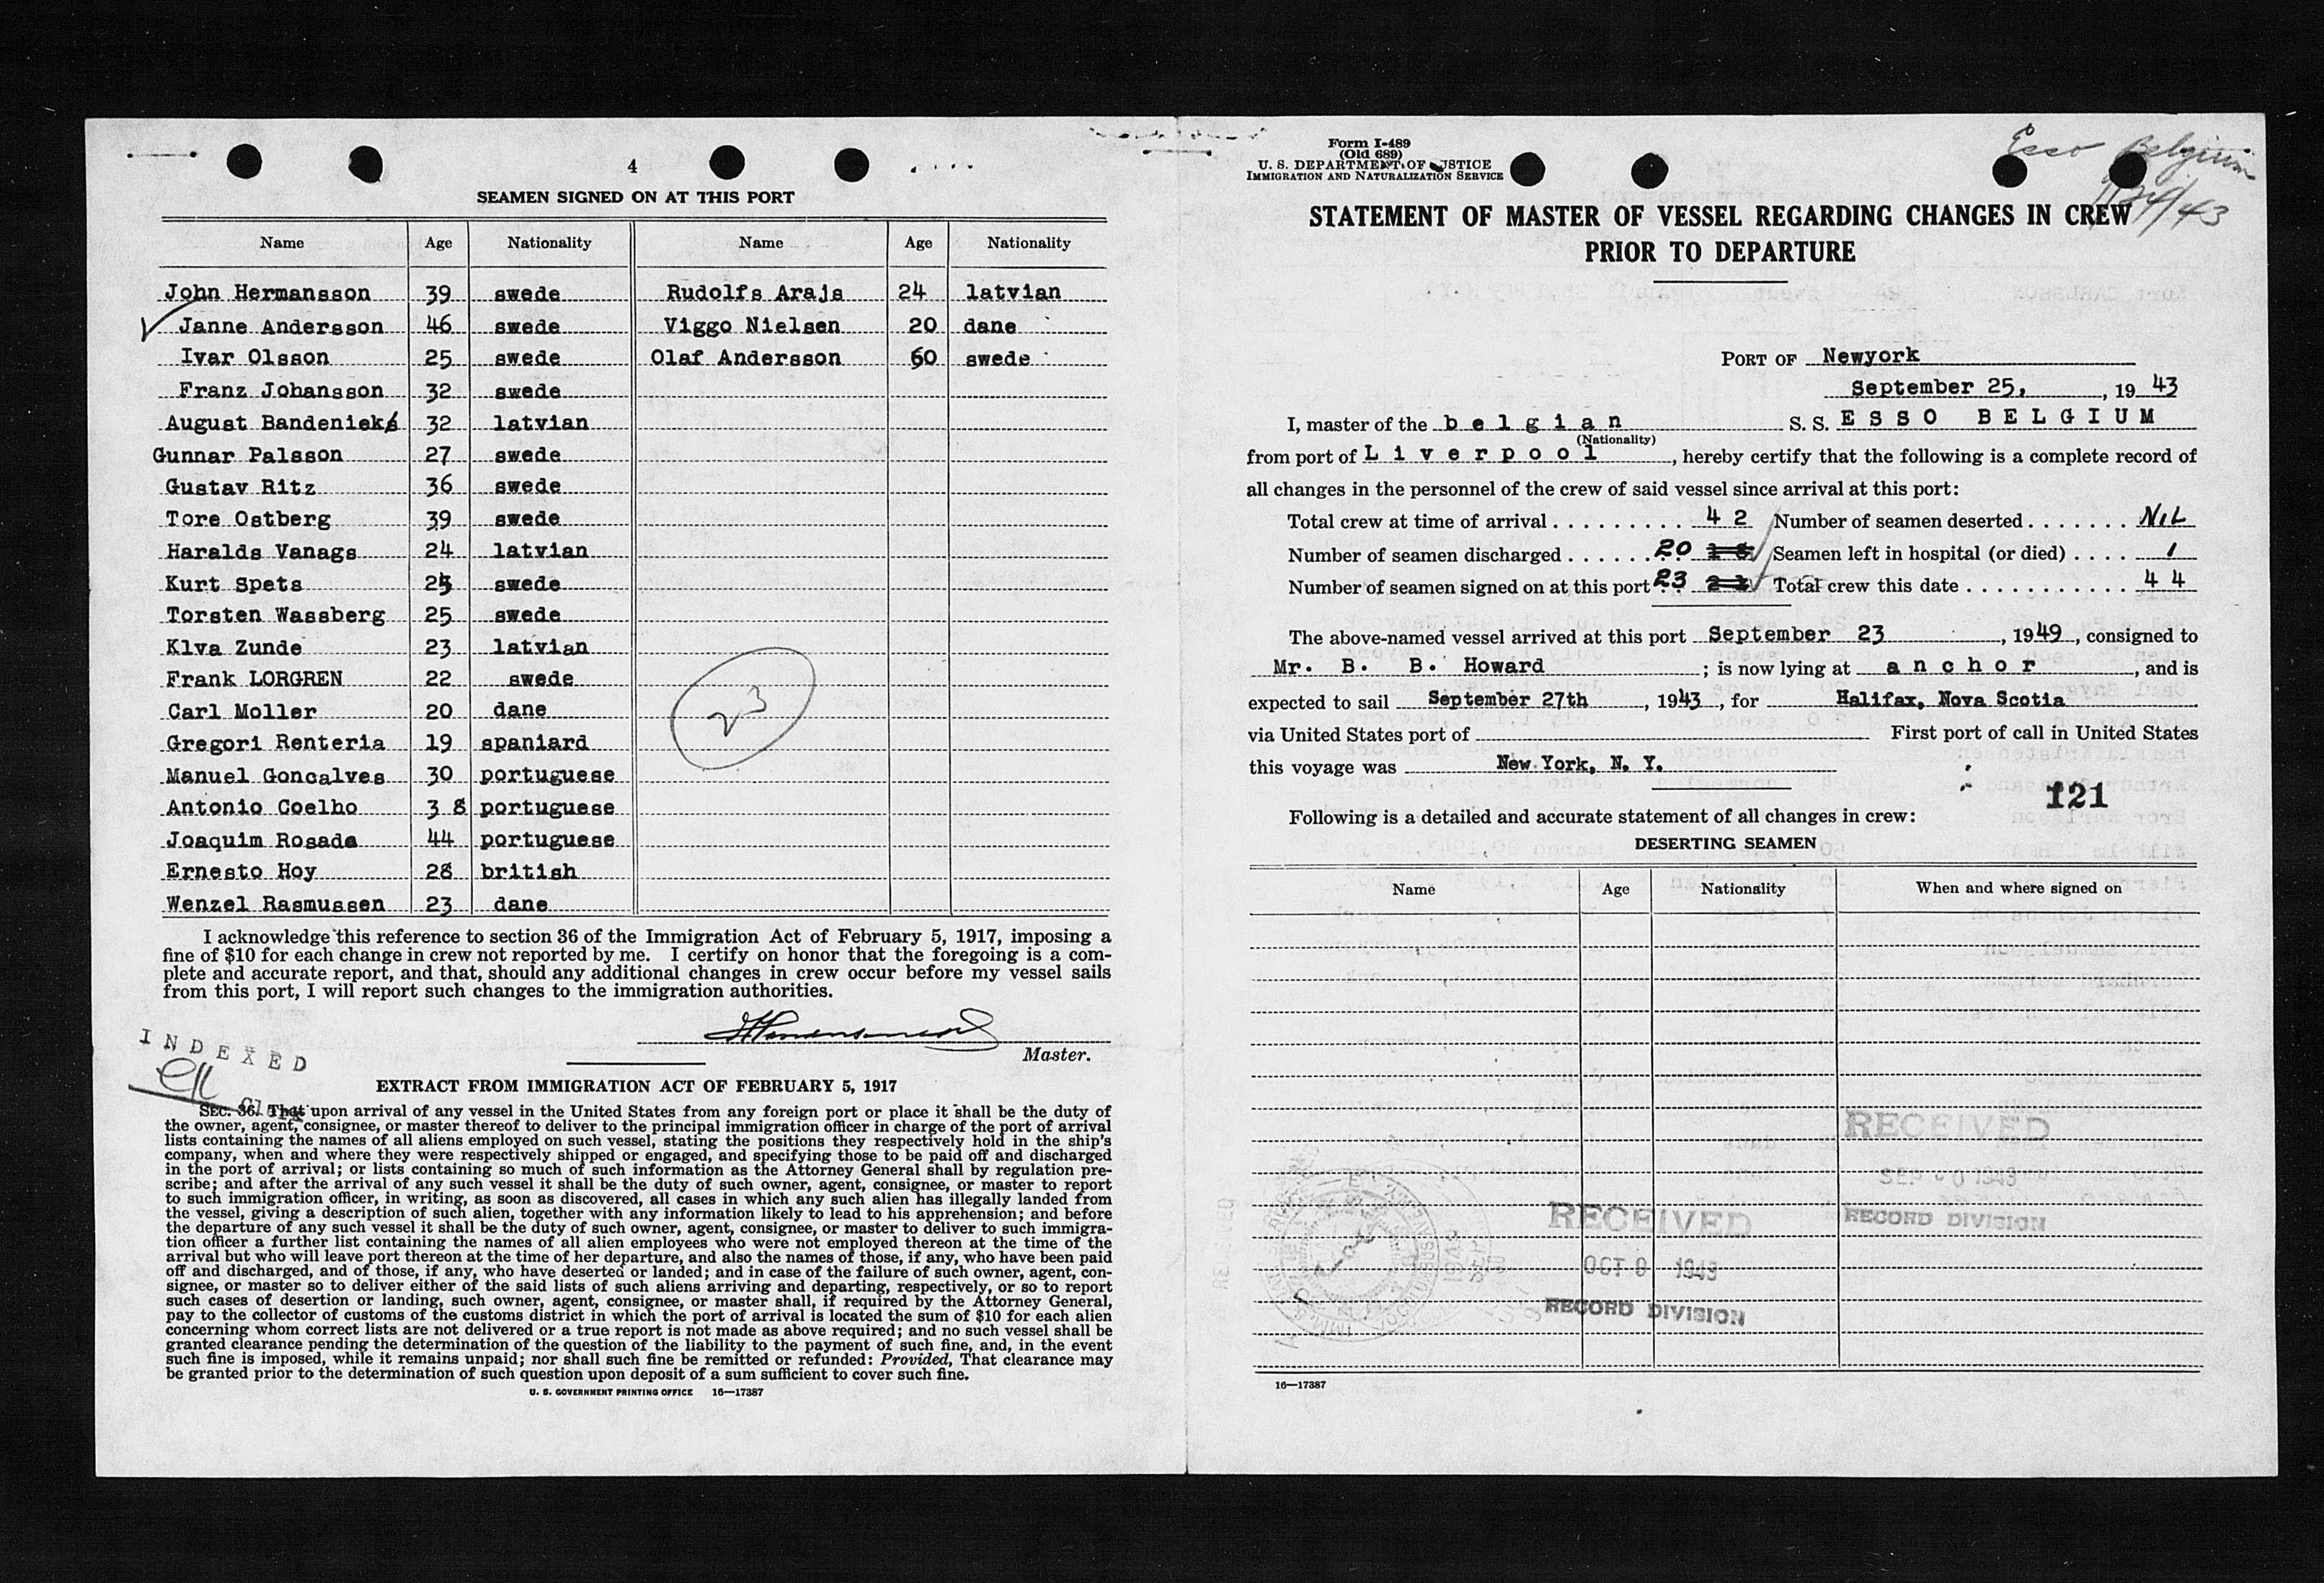 4
SEAMEN SIGNED ON AT THIS PORT
Name Age Nationality Name Age Nationality
John Hermansson 39 swede Rudolfs Arajs 24 latvian
Janne Andersson 46 swede Viggo Nielsen 20 dane
Ivar Olsson 25 swede Olaf Andersson 60 swede
Franz Johansson 32 swede
August Bandenieks 32 latvian
Gunnar Palsson 27 swede
Gustav Ritz 36 swede
Tore Ostberg 39 swede
Haralds Vanags 24 latvian
Kurt Spets swede
Torsten Wassberg 25 swede
Klva Zunde 23 latvian
Frank LORGREN 22 swede
Carl Moller 20 dane
23
Gregori Renteria 19 spaniard
Manuel Goncalves 30 portuguese
Antonio Coelho 3 8 portuguese
Joaquim Rosade 44 portuguese
Ernesto Hoy 28 british
Wenzel Rasmussen 23 dane
I acknowledge this reference to section 36 of the Immigration Act of February 5, 1917, imposing a
fine of $10 for each change in crew not reported by me. I certify on honor that the foregoing is a com-
plete and accurate report, and that, should any additional changes in crew occur before my vessel sails
from this port, I will report such changes to the immigration authorities.
Master.
INDEXED
Clerk
EXTRACT FROM IMMIGRATION ACT OF FEBRUARY 5, 1917
SEC. 36. That upon arrival of any vessel in the United States from any foreign port or place it shall be the duty of
the owner, agent, consignee, or master thereof to deliver to the principal immigration officer in charge of the port of arrival
lists containing the names of all aliens employed on such vessel, stating the positions they respectively hold in the ship's
company, when and where they were respectively shipped or engaged, and specifying those to be paid off and discharged
in the port of arrival; or lists containing so much of such information as the Attorney General shall by regulation pre-
scribe; and after the arrival of any such vessel it shall be the duty of such owner, agent, consignee, or master to report
to such immigration officer, in writing, as soon as discovered, all cases in which any such alien has illegally landed from
the vessel, giving a description of such alien, together with any information likely to lead to his apprehension; and before
the departure of any such vessel it shall be the duty of such owner, agent, consignee, or master to deliver to such immigra-
tion officer a further list containing the names of all alien employees who were not employed thereon at the time of the
arrival but who will leave port thereon at the time of her departure, and also the names of those, if any, who have been paid
off and discharged, and of those, if any, who have deserted or landed; and in case of the failure of such owner, agent, con-
signee, or master so to deliver either of the said lists of such aliens arriving and departing, respectively, or so to report
such cases of desertion or landing, such owner, agent, consignee, or master shall, if required by the Attorney General,
pay to the collector of customs of the customs district in which the port of arrival is located the sum of $10 for each alien
concerning whom correct lists are not delivered or a true report is not made as above required; and no such vessel shall be
granted clearance pending the determination of the question of the liability to the payment of such fine, and, in the event
such fine is imposed, while it remains unpaid; nor shall such fine be remitted or refunded: Provided, That clearance may
be granted prior to the determination of such question upon deposit of a sum sufficient to cover such fine.
U. S. GOVERNMENT PRINTING OFFICE 16—17387
Form I-489
(Old 689)
U. S. DEPARTMENT OF JUSTICE
IMMIGRATION AND NATURALIZATION SERVICE
Esso Belgium
STATEMENT OF MASTER OF VESSEL REGARDING CHANGES IN CREW
PRIOR TO DEPARTURE
PORT OF Newyork
September 25, , 19 43
I, master of the belgian S. S. ESSO BELGIUM
(Nationality)
from port of Liverpool , hereby certify that the following is a complete record of
all changes in the personnel of the crew of said vessel since arrival at this port:
Total crew at time of arrival . . . . . . . . . . 4 2 Number of seamen deserted . . . . . . . NiL
Number of seamen discharged . . . . . . 20 Seamen left in hospital (or died) . . . . 1
Number of seamen signed on at this port . . 23 Total crew this date . . . . . . . . . . . 4 4
The above-named vessel arrived at this port September 23 , 1949 , consigned to
Mr. B. B. Howard ; is now lying at anchor , and is
expected to sail September 27th , 1943 , for Halifax, Nova Scotia
via United States port of First port of call in United States
this voyage was New York, N. Y.
121
Following is a detailed and accurate statement of all changes in crew:
DESERTING SEAMEN
Name Age Nationality When and where signed on
RECEIVED
RECORD DIVISION
RECEIVED
OCT 8 1943
RECORD DIVISION
16—17387